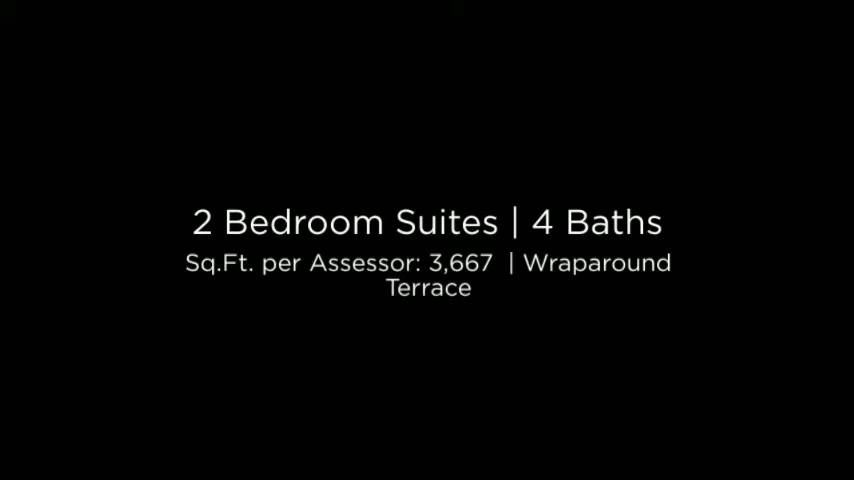 2 Bedroom Suites | 4 Baths
Sq.Ft. per Assessor: 3,667 | Wraparound
Terrace